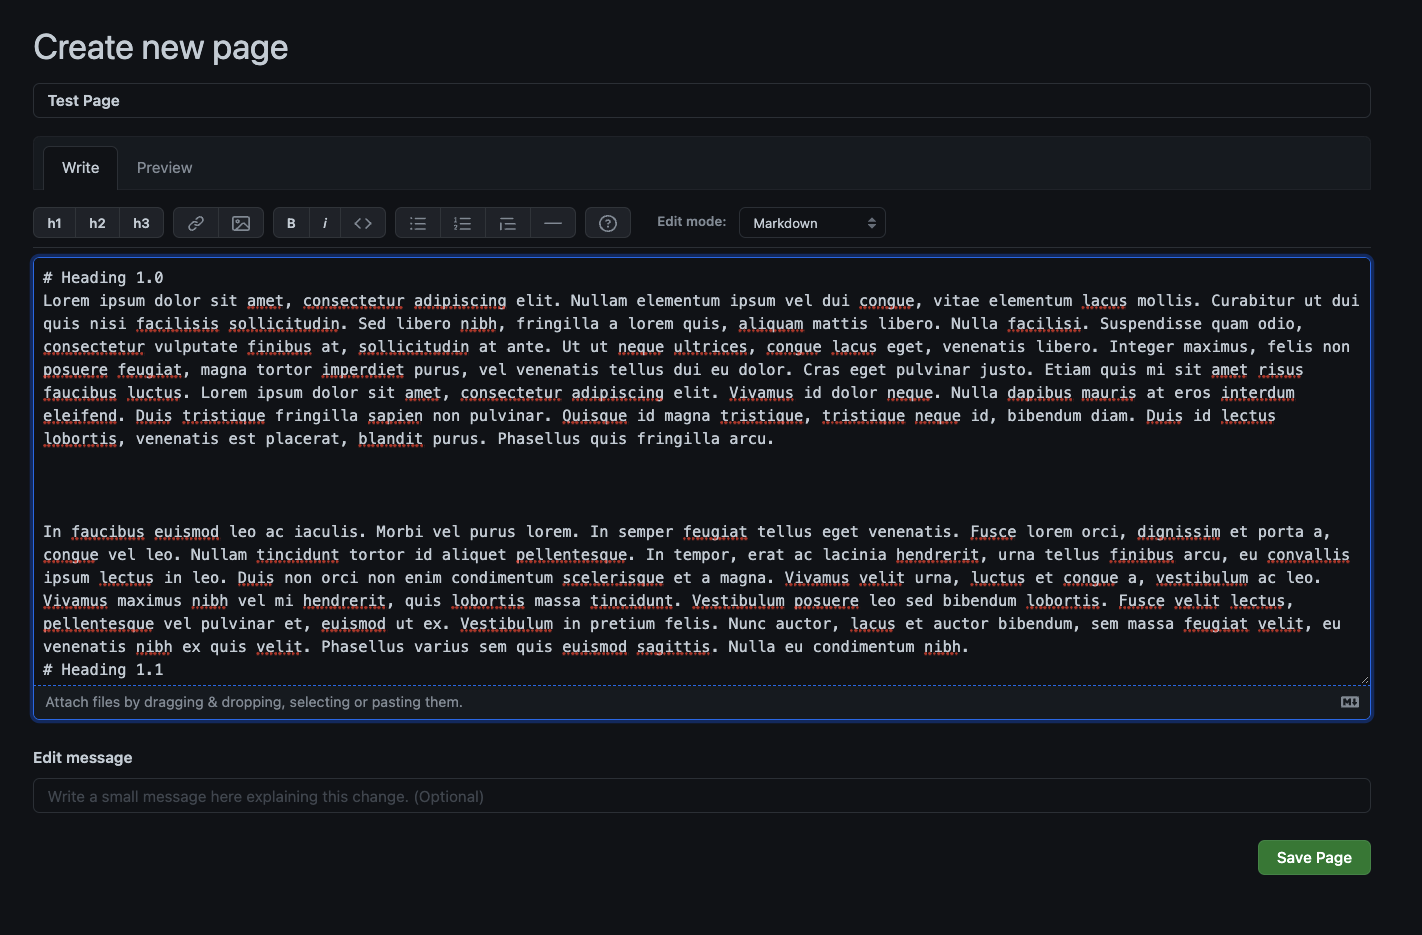 Create new page
Test Page
Write
Preview
h1 h2 h3 B i <> ? Edit mode: Markdown
# Heading 1.0
Lorem ipsum dolor sit amet, consectetur adipiscing elit. Nullam elementum ipsum vel dui congue, vitae elementum lacus mollis. Curabitur ut dui
quis nisi facilisis sollicitudin. Sed libero nibh, fringilla a lorem quis, aliquam mattis libero. Nulla facilisi. Suspendisse quam odio,
consectetur vulputate finibus at, sollicitudin at ante. Ut ut neque ultrices, congue lacus eget, venenatis libero. Integer maximus, felis non
posuere feugiat, magna tortor imperdiet purus, vel venenatis tellus dui eu dolor. Cras eget pulvinar justo. Etiam quis mi sit amet risus
faucibus luctus. Lorem ipsum dolor sit amet, consectetur adipiscing elit. Vivamus id dolor neque. Nulla dapibus mauris at eros interdum
eleifend. Duis tristique fringilla sapien non pulvinar. Quisque id magna tristique, tristique neque id, bibendum diam. Duis id lectus
lobortis, venenatis est placerat, blandit purus. Phasellus quis fringilla arcu.
In faucibus euismod leo ac iaculis. Morbi vel purus lorem. In semper feugiat tellus eget venenatis. Fusce lorem orci, dignissim et porta a,
congue vel leo. Nullam tincidunt tortor id aliquet pellentesque. In tempor, erat ac lacinia hendrerit, urna tellus finibus arcu, eu convallis
ipsum lectus in leo. Duis non orci non enim condimentum scelerisque et a magna. Vivamus velit urna, luctus et congue a, vestibulum ac leo.
Vivamus maximus nibh vel mi hendrerit, quis lobortis massa tincidunt. Vestibulum posuere leo sed bibendum lobortis. Fusce velit lectus,
pellentesque vel pulvinar et, euismod ut ex. Vestibulum in pretium felis. Nunc auctor, lacus et auctor bibendum, sem massa feugiat velit, eu
venenatis nibh ex quis velit. Phasellus varius sem quis euismod sagittis. Nulla eu condimentum nibh.
# Heading 1.1
Attach files by dragging & dropping, selecting or pasting them.
Edit message
Write a small message here explaining this change. (Optional)
Save Page